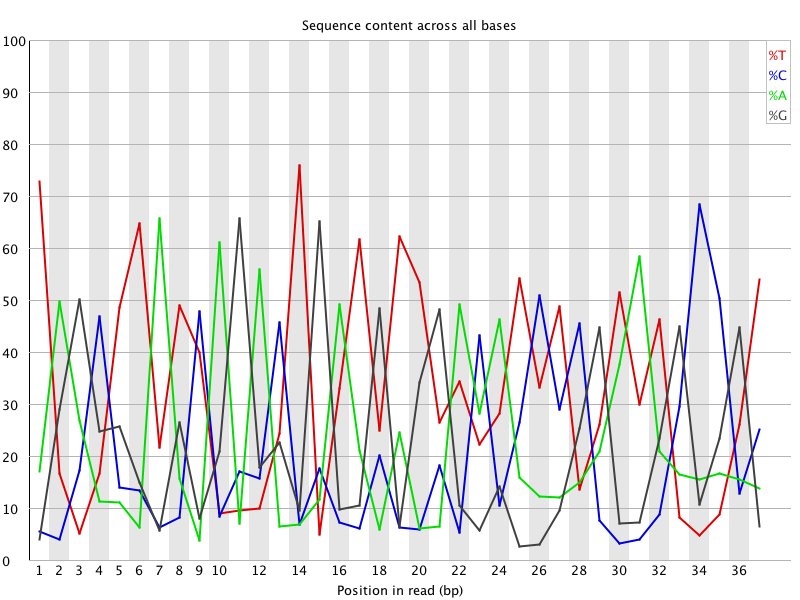 Sequence content across all bases
100
90
80
70
60
50
40
30
20
10
0
%T
%C
%A
%G
1 2 3 4 5 6 7 8 9 10 12 14 16 18 20 22 24 26 28 30 32 34 36
Position in read (bp)